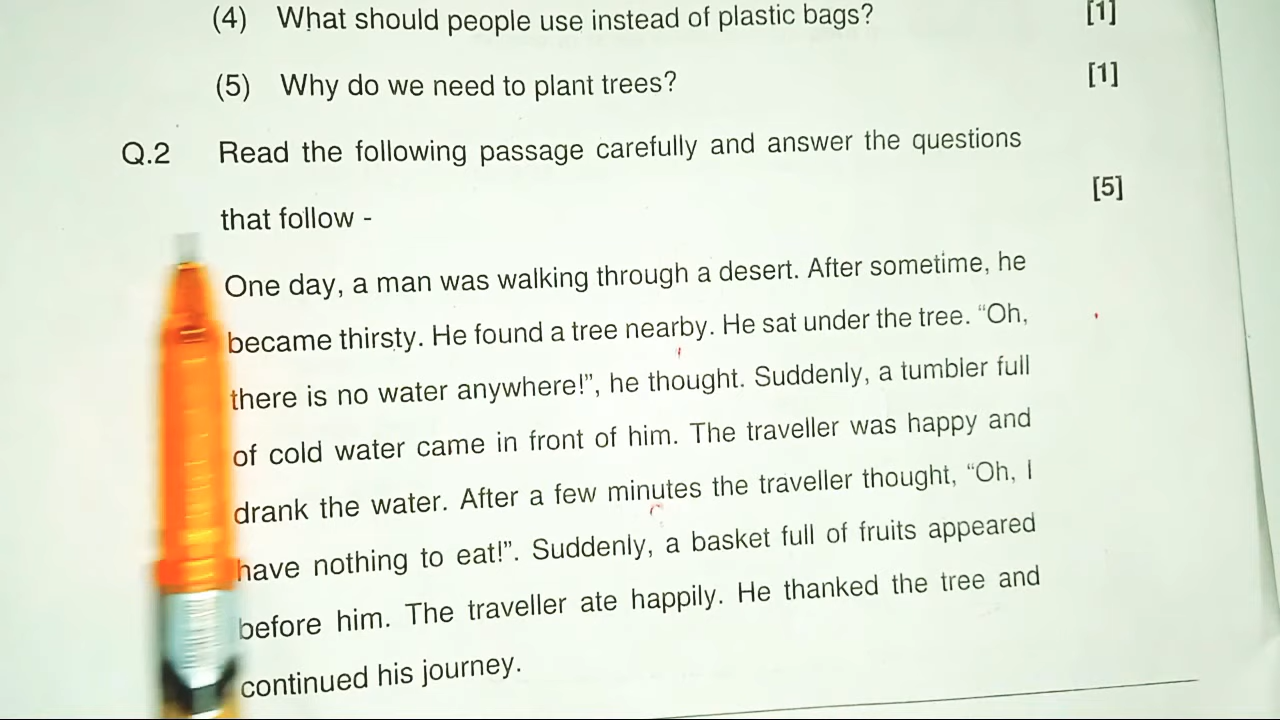 (4) What should people use instead of plastic bags? [1]
(5) Why do we need to plant trees? [1]
Q.2 Read the following passage carefully and answer the questions
that follow - [5]
One day, a man was walking through a desert. After sometime, he
became thirsty. He found a tree nearby. He sat under the tree. “Oh,
there is no water anywhere!”, he thought. Suddenly, a tumbler full
of cold water came in front of him. The traveller was happy and
drank the water. After a few minutes the traveller thought, “Oh, I
have nothing to eat!”. Suddenly, a basket full of fruits appeared
before him. The traveller ate happily. He thanked the tree and
continued his journey.